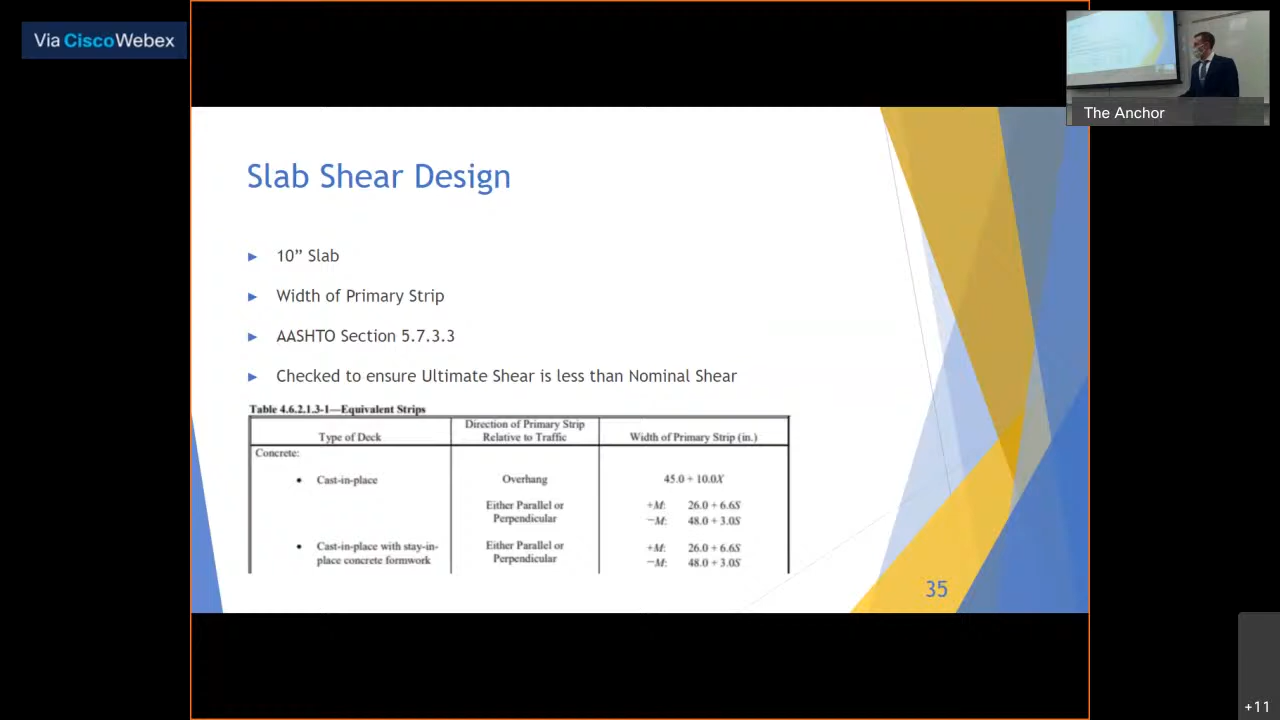 Via Cisco Webex
The Anchor
Slab Shear Design
10” Slab
Width of Primary Strip
AASHTO Section 5.7.3.3
Checked to ensure Ultimate Shear is less than Nominal Shear
Table 4.6.2.1.3-1—Equivalent Strips
Type of Deck
Direction of Primary Strip
Relative to Traffic
Width of Primary Strip (in.)
Concrete:
• Cast-in-place
Overhang
45.0 + 10.0X
Either Parallel or
Perpendicular
+M: 26.0 + 6.6S
−M: 48.0 + 3.0S
• Cast-in-place with stay-in-
place concrete formwork
Either Parallel or
Perpendicular
+M: 26.0 + 6.6S
−M: 48.0 + 3.0S
35
+11